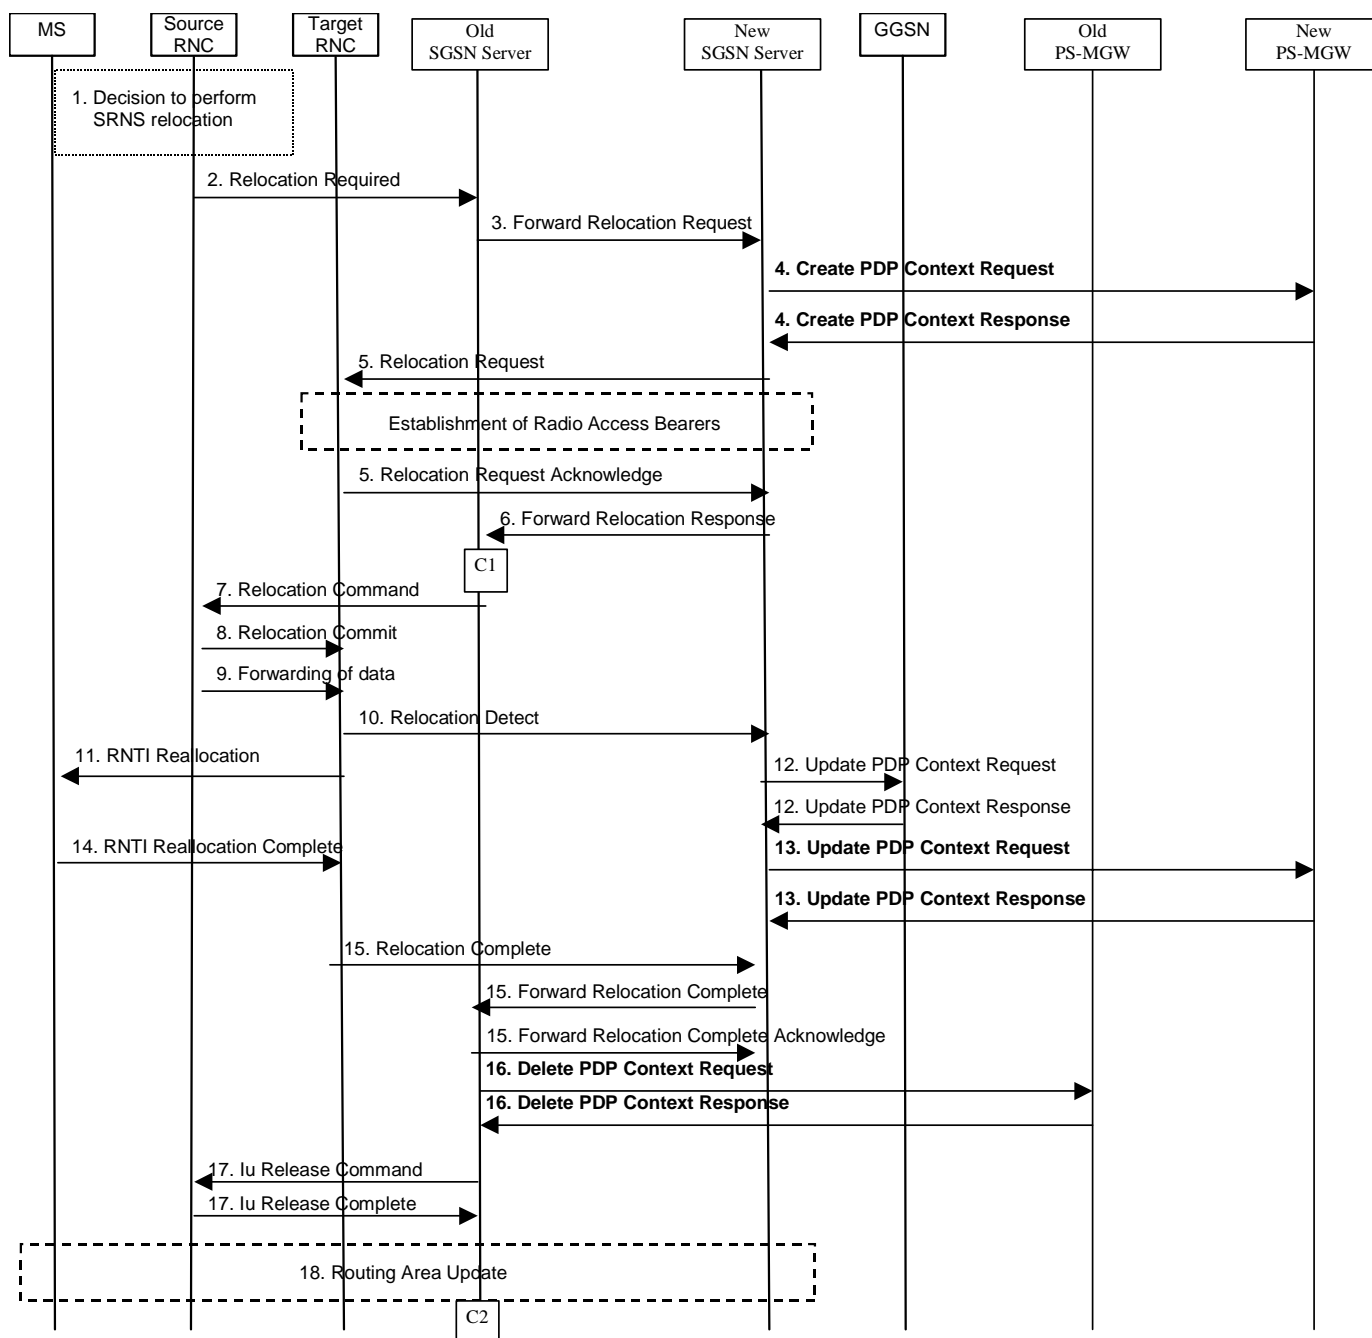 MS
Source
RNC
Target
RNC
Old
SGSN Server
New
SGSN Server
GGSN
Old
PS-MGW
New
PS-MGW
1. Decision to perform
SRNS relocation
2. Relocation Required
3. Forward Relocation Request
4. Create PDP Context Request
4. Create PDP Context Response
5. Relocation Request
Establishment of Radio Access Bearers
5. Relocation Request Acknowledge
6. Forward Relocation Response
C1
7. Relocation Command
8. Relocation Commit
9. Forwarding of data
10. Relocation Detect
11. RNTI Reallocation
12. Update PDP Context Request
12. Update PDP Context Response
14. RNTI Reallocation Complete
13. Update PDP Context Request
13. Update PDP Context Response
15. Relocation Complete
15. Forward Relocation Complete
15. Forward Relocation Complete Acknowledge
16. Delete PDP Context Request
16. Delete PDP Context Response
17. Iu Release Command
17. Iu Release Complete
18. Routing Area Update
C2